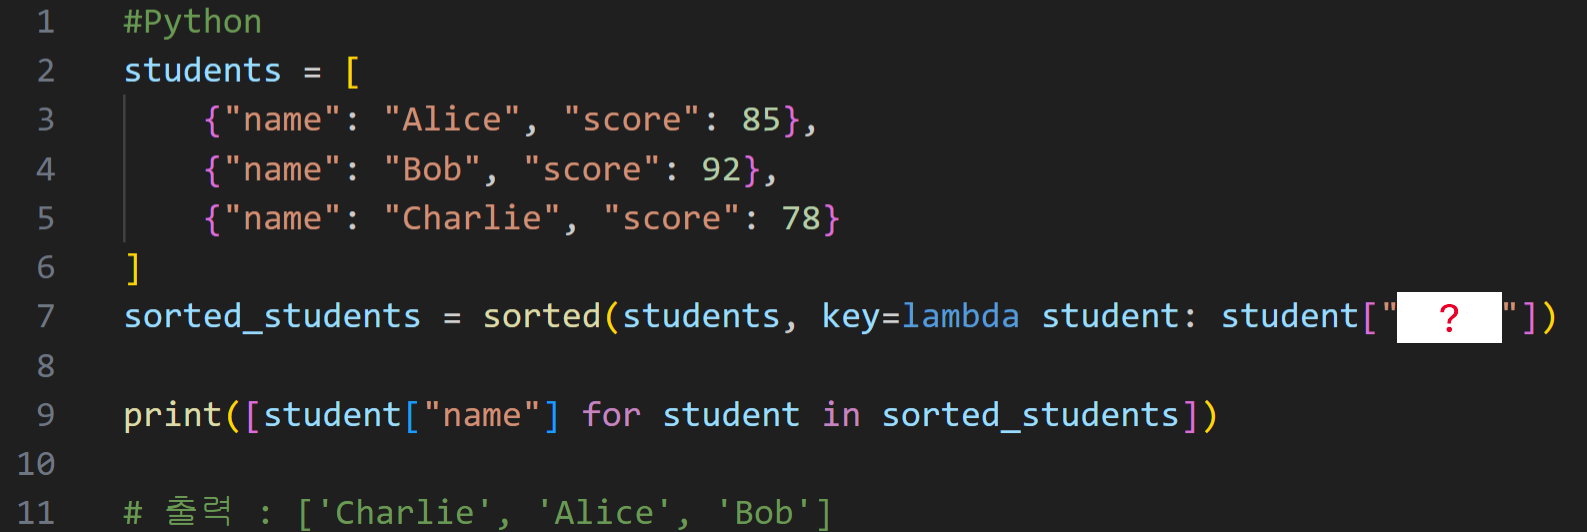 1 #Python
2 students = [
3     {"name": "Alice", "score": 85},
4     {"name": "Bob", "score": 92},
5     {"name": "Charlie", "score": 78}
6 ]
7 sorted_students = sorted(students, key=lambda student: student["?"])
8
9 print([student["name"] for student in sorted_students])
10
11 # 출력 : ['Charlie', 'Alice', 'Bob']